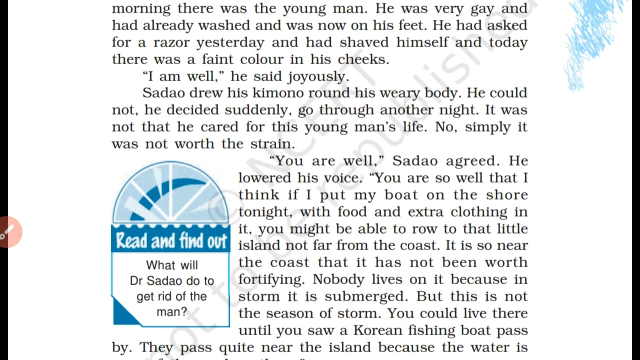 morning there was the young man. He was very gay and
had already washed and was now on his feet. He had asked
for a razor yesterday and had shaved himself and today
there was a faint colour in his cheeks.
“I am well,” he said joyously.
Sadao drew his kimono round his weary body. He could
not, he decided suddenly, go through another night. It was
not that he cared for this young man’s life. No, simply it
was not worth the strain.
“You are well,” Sadao agreed. He
lowered his voice. “You are so well that I
think if I put my boat on the shore
tonight, with food and extra clothing in
it, you might be able to row to that little
island not far from the coast. It is so near
the coast that it has not been worth
fortifying. Nobody lives on it because in
storm it is submerged. But this is not
the season of storm. You could live there
until you saw a Korean fishing boat pass
by. They pass quite near the island because the water is
Read and find out
What will
Dr Sadao do to
get rid of the
man?
© NCERT
not to be republished